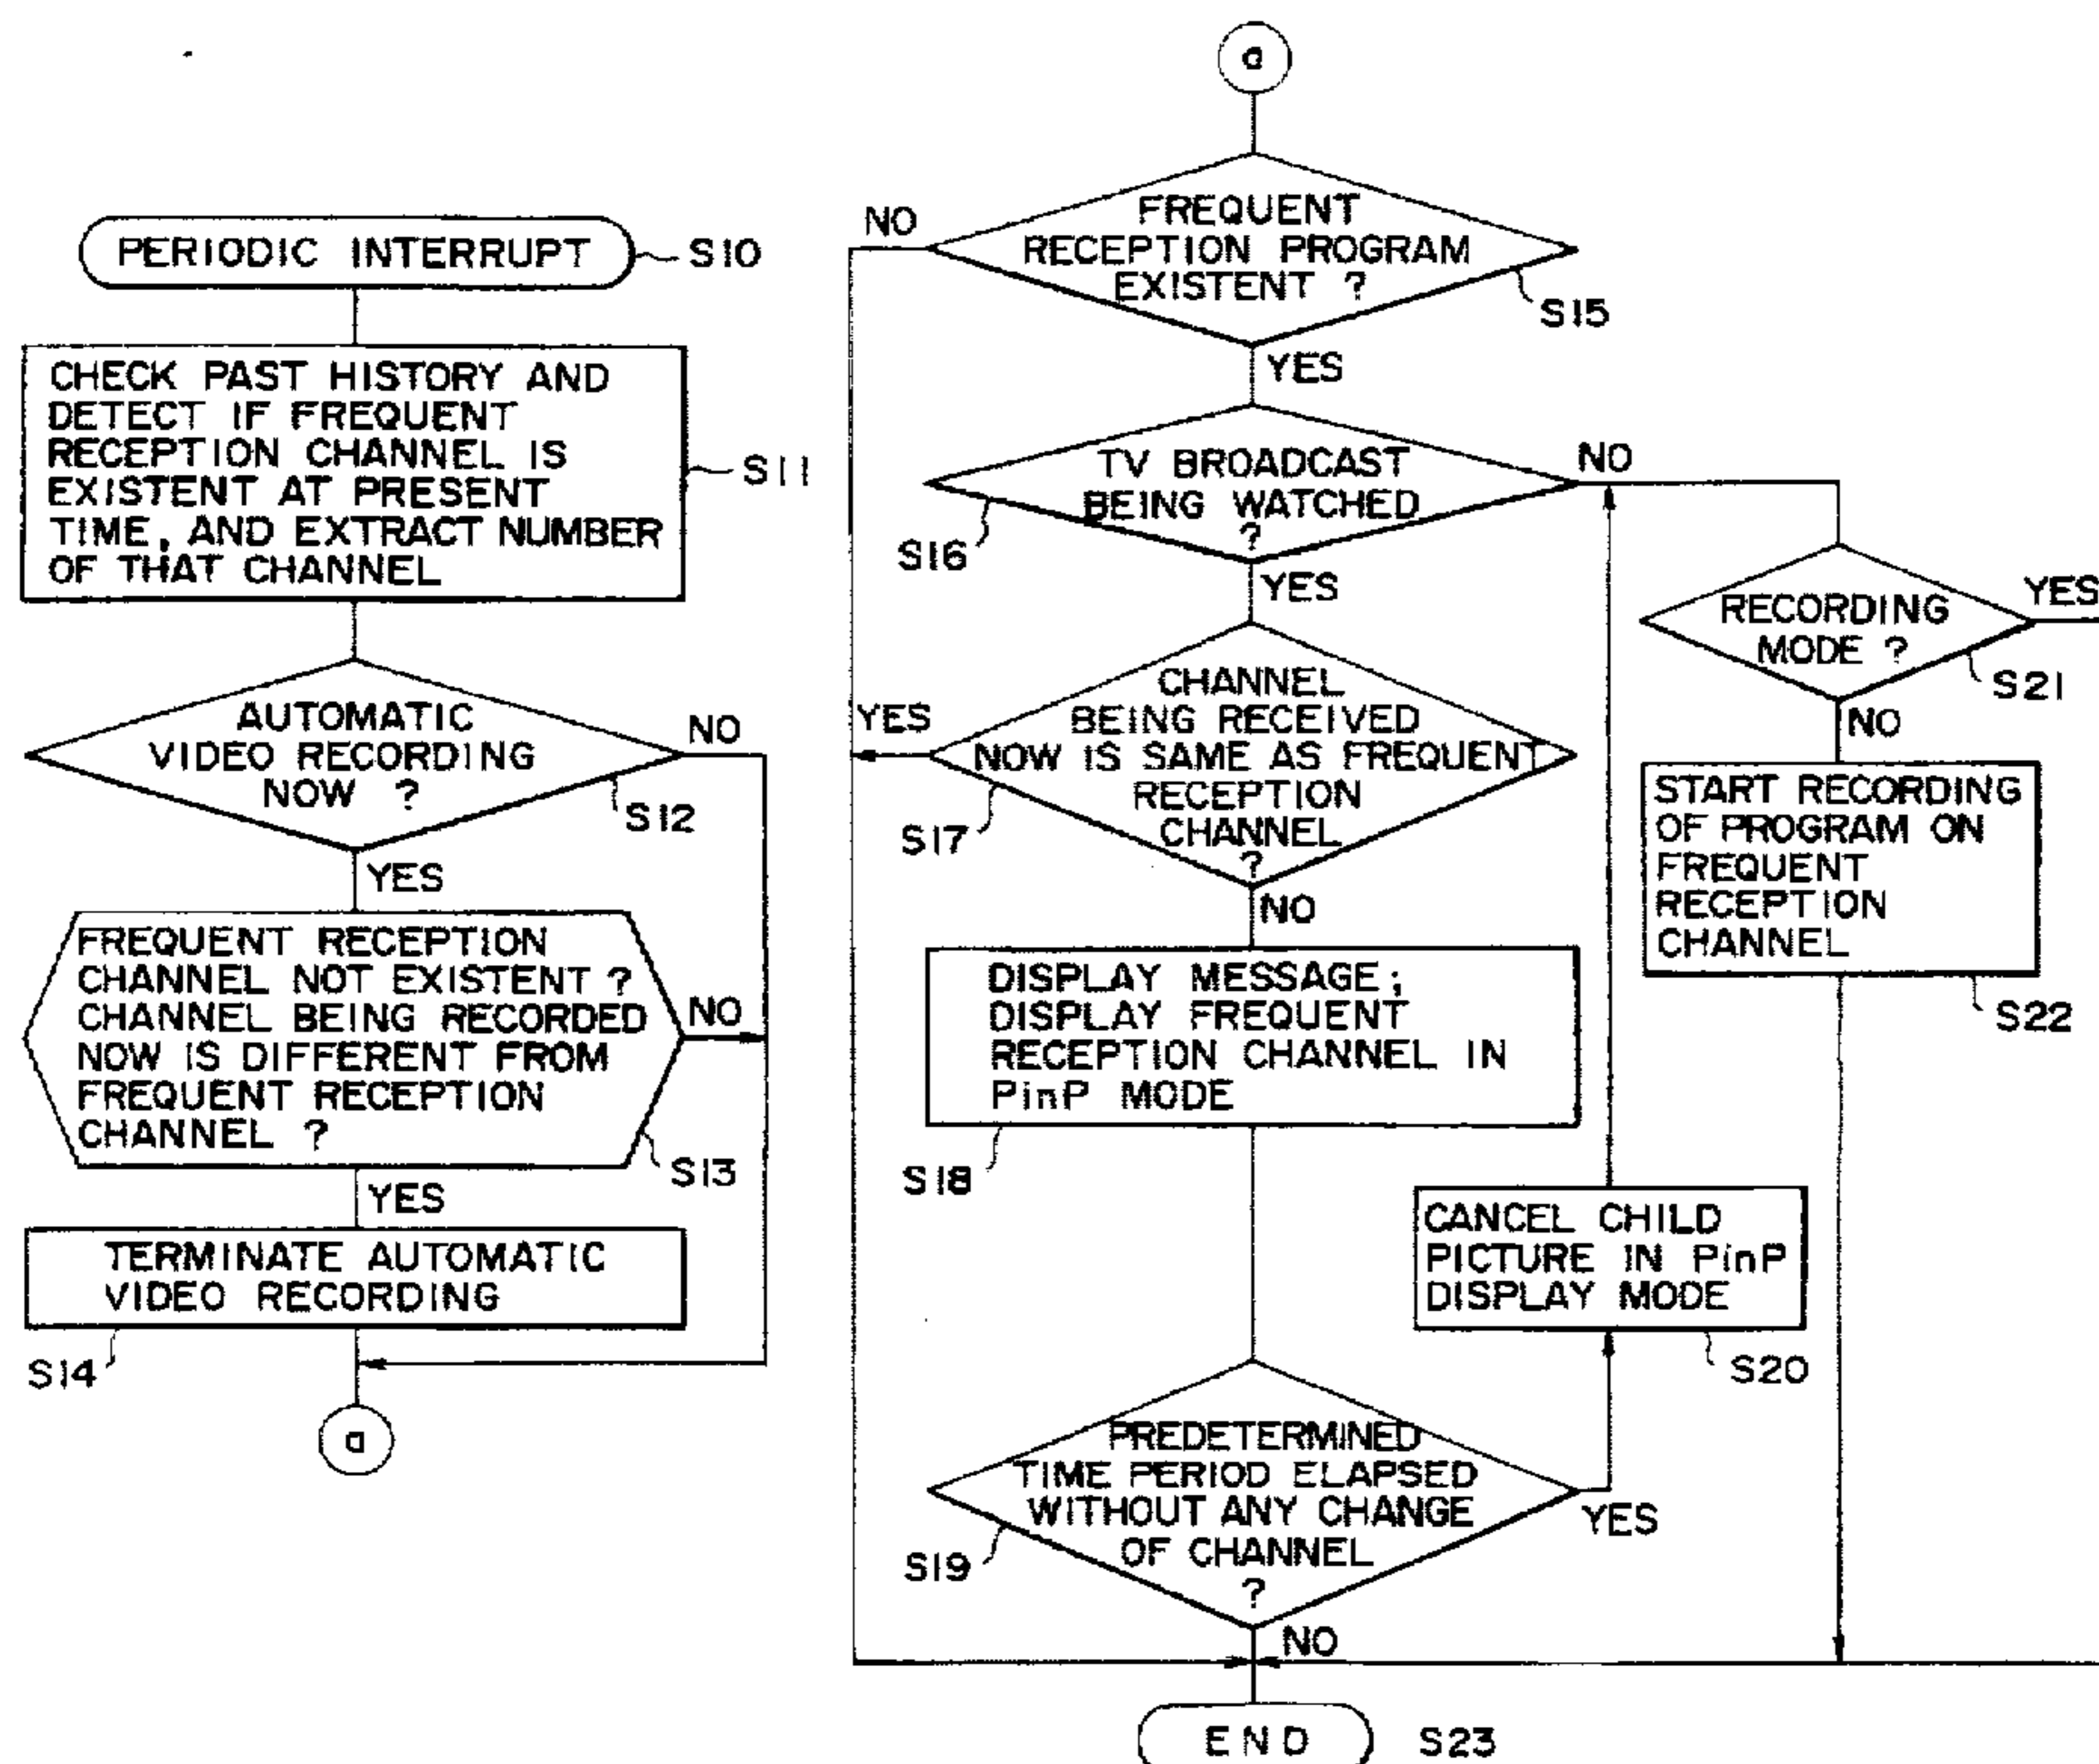 PERIODIC INTERRUPT
S10
CHECK PAST HISTORY AND
DETECT IF FREQUENT
RECEPTION CHANNEL IS
EXISTENT AT PRESENT
TIME, AND EXTRACT NUMBER
OF THAT CHANNEL
S11
AUTOMATIC
VIDEO RECORDING
NOW ?
NO
S12
YES
FREQUENT RECEPTION
CHANNEL NOT EXISTENT ?
CHANNEL BEING RECORDED
NOW IS DIFFERENT FROM
FREQUENT RECEPTION
CHANNEL ?
NO
S13
YES
TERMINATE AUTOMATIC
VIDEO RECORDING
S14
a
a
FREQUENT
RECEPTION PROGRAM
EXISTENT ?
NO
S15
YES
TV BROADCAST
BEING WATCHED
?
NO
S16
YES
CHANNEL
BEING RECEIVED
NOW IS SAME AS FREQUENT
RECEPTION
CHANNEL
?
YES
S17
NO
DISPLAY MESSAGE;
DISPLAY FREQUENT
RECEPTION CHANNEL IN
PinP MODE
S18
PREDETERMINED
TIME PERIOD ELAPSED
WITHOUT ANY CHANGE
OF CHANNEL
?
S19
YES
NO
CANCEL CHILD
PICTURE IN PinP
DISPLAY MODE
S20
RECORDING
MODE ?
YES
S21
NO
START RECORDING
OF PROGRAM ON
FREQUENT
RECEPTION
CHANNEL
S22
END
S23